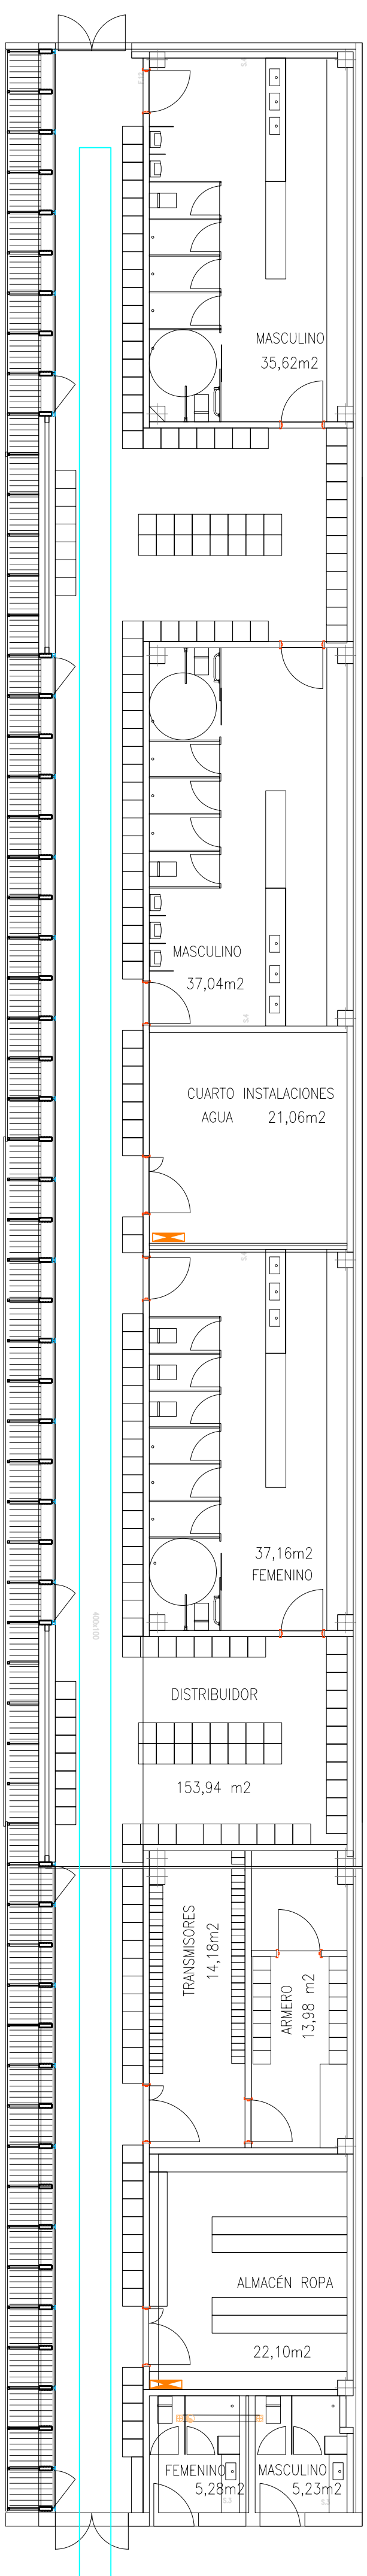 MASCULINO
35,62m2
MASCULINO
37,04m2
CUARTO INSTALACIONES
AGUA 21,06m2
37,16m2
FEMENINO
400x100
DISTRIBUIDOR
153,94 m2
TRANSMISORES
14,18m2
ARMERO
13,98 m2
ALMACÉN ROPA
22,10m2
FEMENINO
5,28m2
MASCULINO
5,23m2